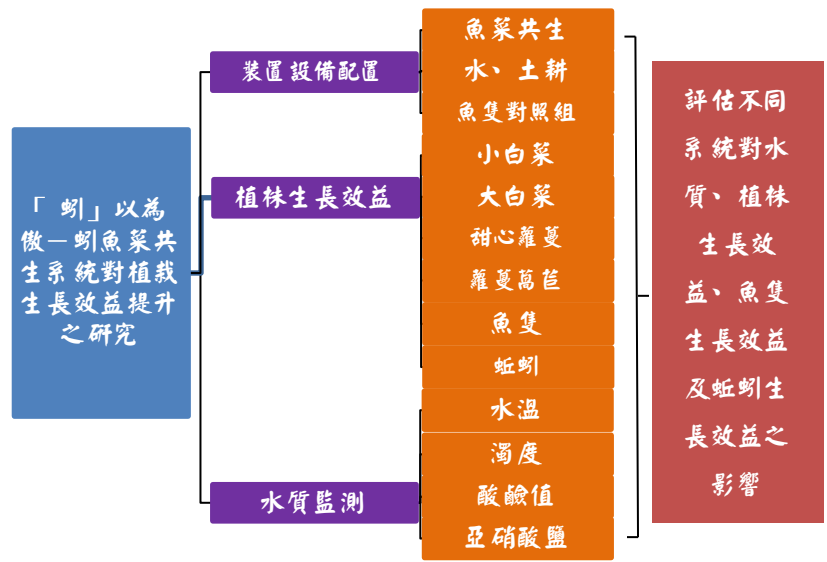 「蚓」以為
傲－蚓魚菜共
生系統對植栽
生長效益提升
之研究
裝置設備配置
植株生長效益
水質監測
魚菜共生
水、土耕
魚隻對照組
小白菜
大白菜
甜心蘿蔓
蘿蔓萵苣
魚隻
蚯蚓
水溫
濁度
酸鹼值
亞硝酸鹽
評估不同
系統對水
質、植株
生長效
益、魚隻
生長效益
及蚯蚓生
長效益之
影響